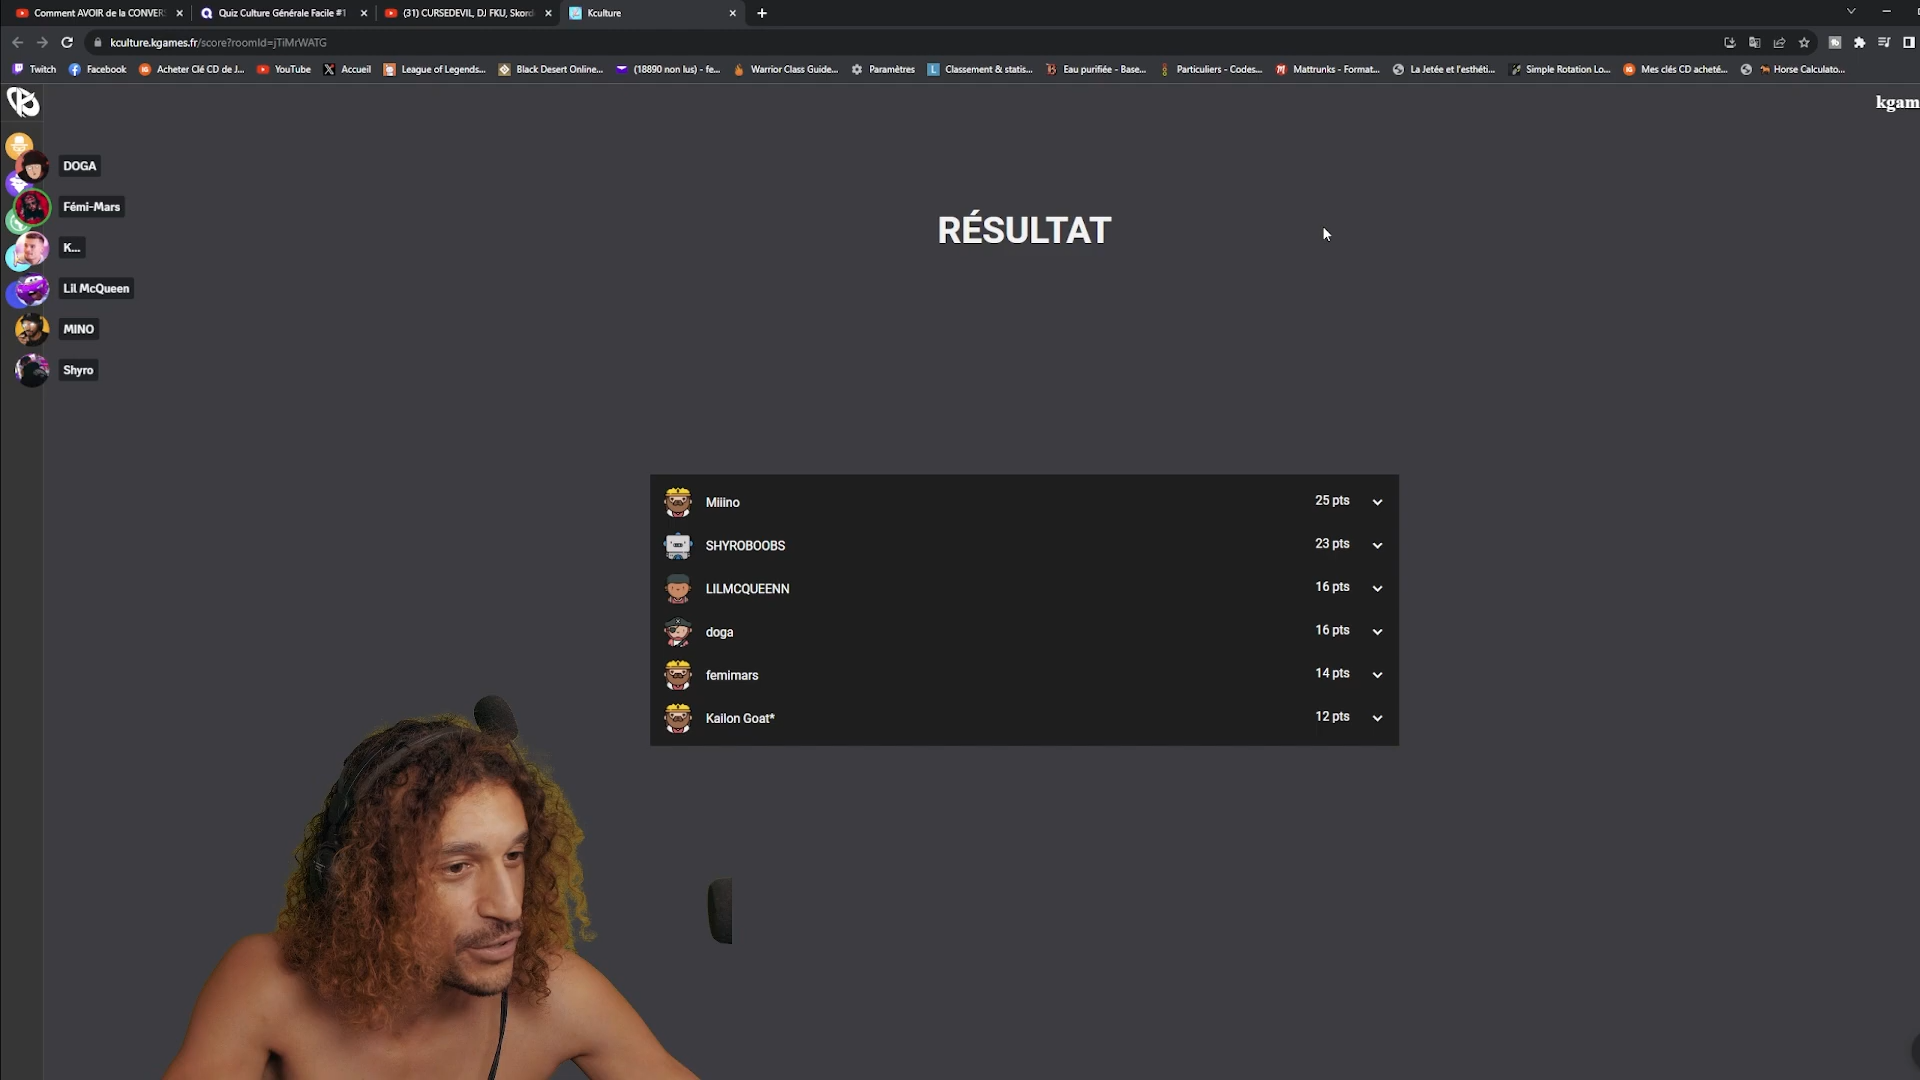 Comment AVOIR de la CONVER
Quiz Culture Générale Facile #1
(31) CURSEDEVIL, DJ FKU, Skord
Kculture
kculture.kgames.fr/score?roomId=jTiMrWATG
Twitch
Facebook
Acheter Clé CD de J...
YouTube
Accueil
League of Legends...
Black Desert Online...
(18890 non lus) - fe...
Warrior Class Guide...
Paramètres
Classement & statis...
Eau purifiée - Base...
Particuliers - Codes...
Mattrunks - Format...
La Jetée et l'esthéti...
Simple Rotation Lo...
Mes clés CD acheté...
Horse Calculato...
kgam
DOGA
Fémi-Mars
K...
Lil McQueen
MINO
Shyro
RÉSULTAT
Miiino 25 pts
SHYROBOOBS 23 pts
LILMCQUEENN 16 pts
doga 16 pts
femimars 14 pts
Kailon Goat* 12 pts